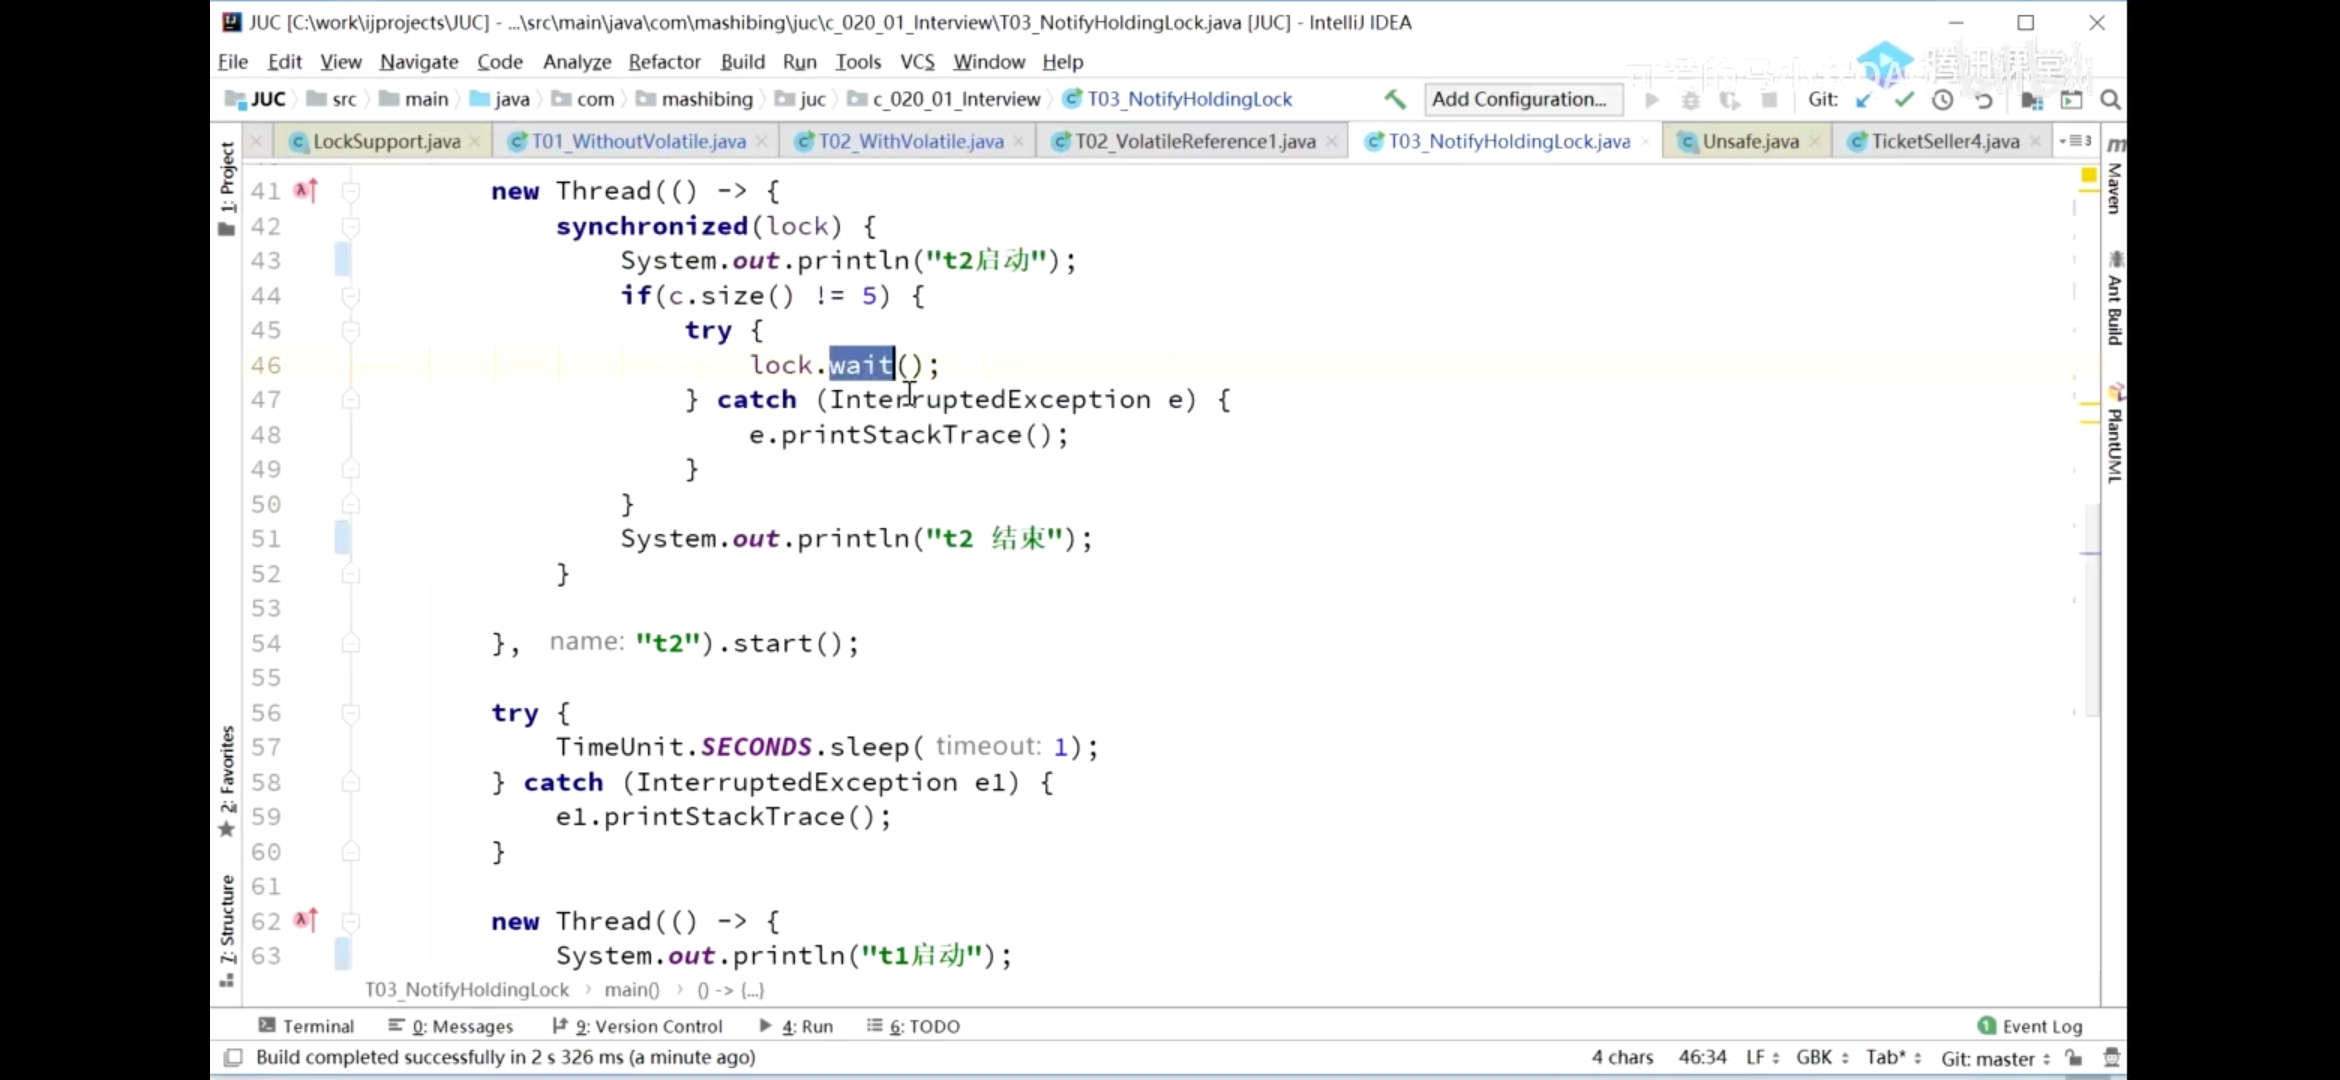 JUC [C:\work\ijprojects\JUC] - ...\src\main\java\com\mashibing\juc\c_020_01_Interview\T03_NotifyHoldingLock.java [JUC] - IntelliJ IDEA
File Edit View Navigate Code Analyze Refactor Build Run Tools VCS Window Help
腾讯课堂
JUC src main java com mashibing juc c_020_01_Interview T03_NotifyHoldingLock Add Configuration... Git:
LockSupport.java T01_WithoutVolatile.java T02_WithVolatile.java T02_VolatileReference1.java T03_NotifyHoldingLock.java Unsafe.java TicketSeller4.java
1: Project
2: Favorites
7: Structure
41 new Thread(() -> {
42 synchronized(lock) {
43 System.out.println("t2启动");
44 if(c.size() != 5) {
45 try {
46 lock.wait();
47 } catch (InterruptedException e) {
48 e.printStackTrace();
49 }
50 }
51 System.out.println("t2 结束");
52 }
53
54 }, name: "t2").start();
55
56 try {
57 TimeUnit.SECONDS.sleep( timeout: 1);
58 } catch (InterruptedException e1) {
59 e1.printStackTrace();
60 }
61
62 new Thread(() -> {
63 System.out.println("t1启动");
Maven
Ant Build
PlantUML
T03_NotifyHoldingLock › main() › () -> {...}
Terminal 0: Messages 9: Version Control 4: Run 6: TODO 1 Event Log
Build completed successfully in 2 s 326 ms (a minute ago) 4 chars 46:34 LF GBK Tab* Git: master